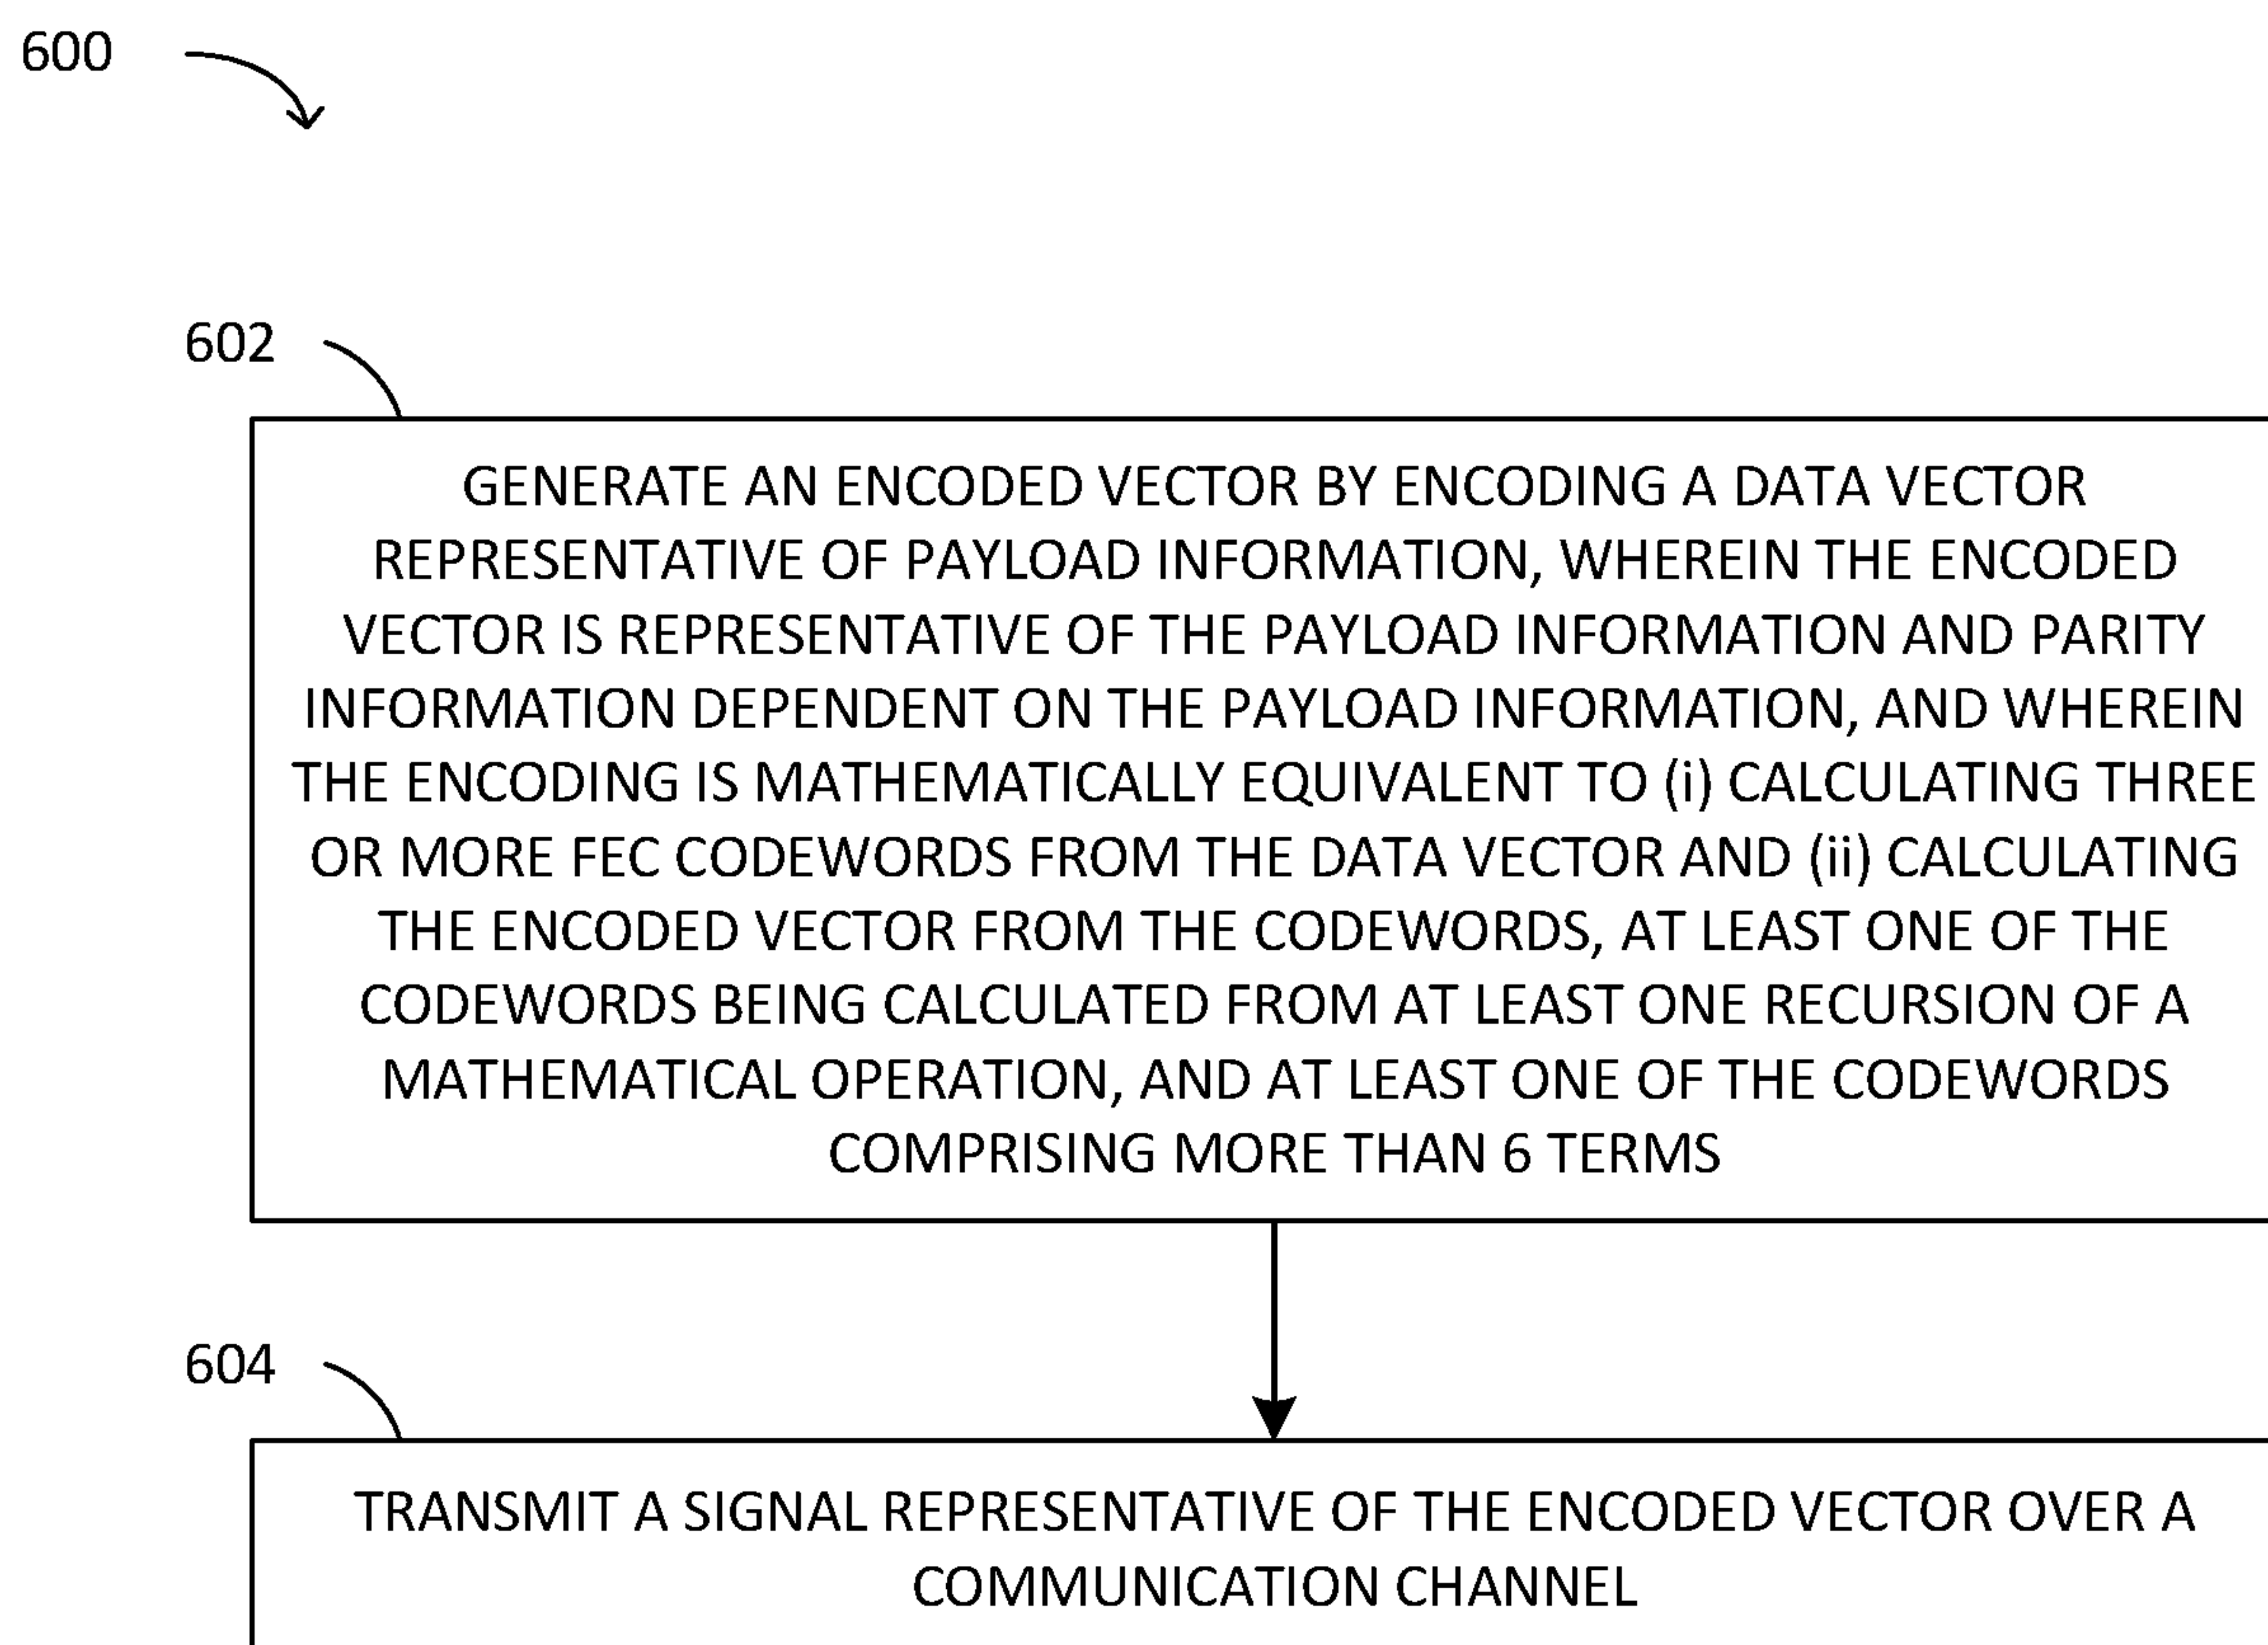 600
602
GENERATE AN ENCODED VECTOR BY ENCODING A DATA VECTOR
REPRESENTATIVE OF PAYLOAD INFORMATION, WHEREIN THE ENCODED
VECTOR IS REPRESENTATIVE OF THE PAYLOAD INFORMATION AND PARITY
INFORMATION DEPENDENT ON THE PAYLOAD INFORMATION, AND WHEREIN
THE ENCODING IS MATHEMATICALLY EQUIVALENT TO (i) CALCULATING THREE
OR MORE FEC CODEWORDS FROM THE DATA VECTOR AND (ii) CALCULATING
THE ENCODED VECTOR FROM THE CODEWORDS, AT LEAST ONE OF THE
CODEWORDS BEING CALCULATED FROM AT LEAST ONE RECURSION OF A
MATHEMATICAL OPERATION, AND AT LEAST ONE OF THE CODEWORDS
COMPRISING MORE THAN 6 TERMS
604
TRANSMIT A SIGNAL REPRESENTATIVE OF THE ENCODED VECTOR OVER A
COMMUNICATION CHANNEL